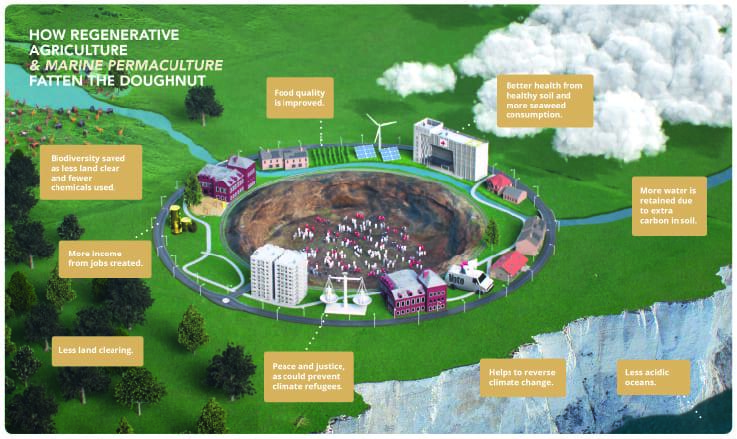 HOW REGENERATIVE
AGRICULTURE
& MARINE PERMACULTURE
FATTEN THE DOUGHNUT
Food quality
is improved.
Better health from
healthy soil and
more seaweed
consumption.
Biodiversity saved
as less land clear
and fewer
chemicals used.
More water is
retained due
to extra
carbon in soil.
More income
from jobs created.
Vote
Less land clearing.
Peace and justice,
as could prevent
climate refugees.
Helps to reverse
climate change.
Less acidic
oceans.